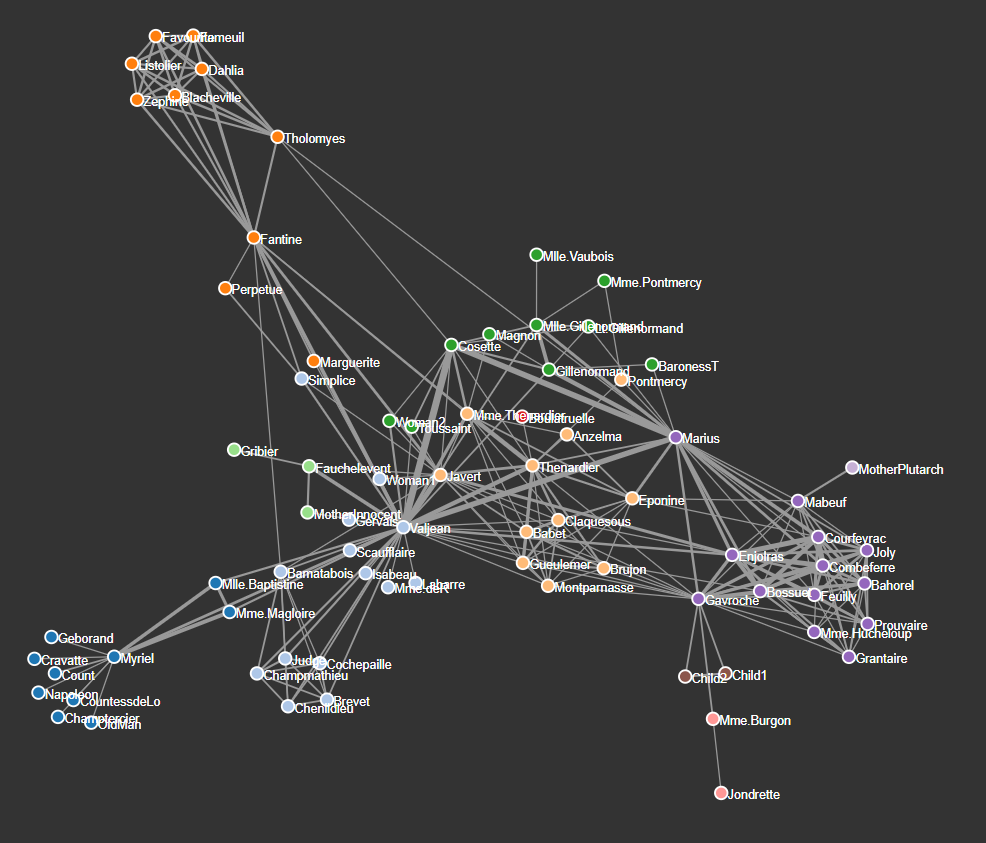 Favourite
Fameuil
Listolier
Dahlia
Zephine
Blacheville
Tholomyes
Fantine
Mlle.Vaubois
Mme.Pontmercy
Perpetue
Mlle.Gillenormand
Lt.Gillenormand
Magnon
Cosette
Marguerite
Simplice
Gillenormand
BaronessT
Pontmercy
Woman2
Toussaint
Mme.Thenardier
Boulatruelle
Anzelma
Marius
Gribier
Fauchelevent
Woman1
Javert
Thenardier
MotherPlutarch
Eponine
Mabeuf
MotherInnocent
Gervais
Valjean
Claquesous
Babet
Courfeyrac
Scaufflaire
Enjolras
Joly
Combeferre
Gueulemer
Brujon
Bamatabois
Isabeau
Mme.deR
Labarre
Montparnasse
Mlle.Baptistine
Bahorel
Bossuet
Feuilly
Gavroche
Mme.Magloire
Prouvaire
Mme.Hucheloup
Geborand
Myriel
Cravatte
Judge
Cochepaille
Grantaire
Count
Champmathieu
Child2
Child1
Napoleon
CountessdeLo
Chenildieu
Brevet
Champtercier
OldMan
Mme.Burgon
Jondrette